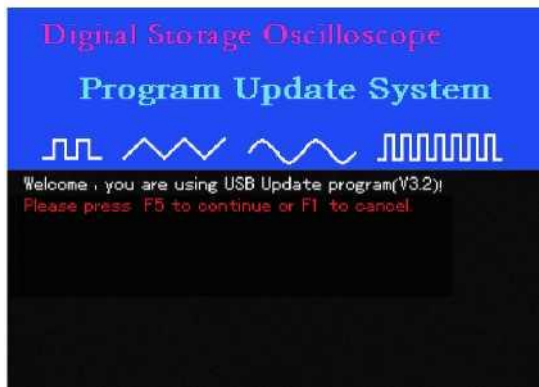 Digital Storage Oscilloscope
Program Update System
Welcome , you are using USB Update program(V3.2)!
Please press F5 to continue or F1 to cancel.